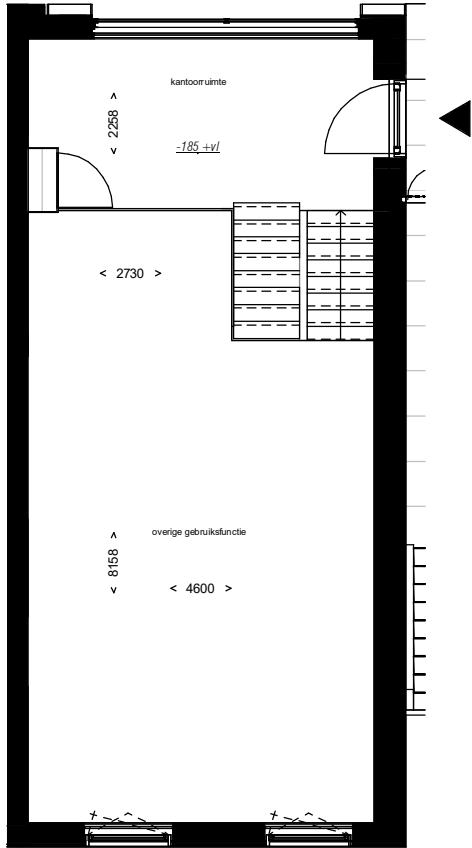 kantoorruimte
< 2258 >
-185 +vl
< 2730 >
overige gebruiksfunctie
< 8158 >
< 4600 >